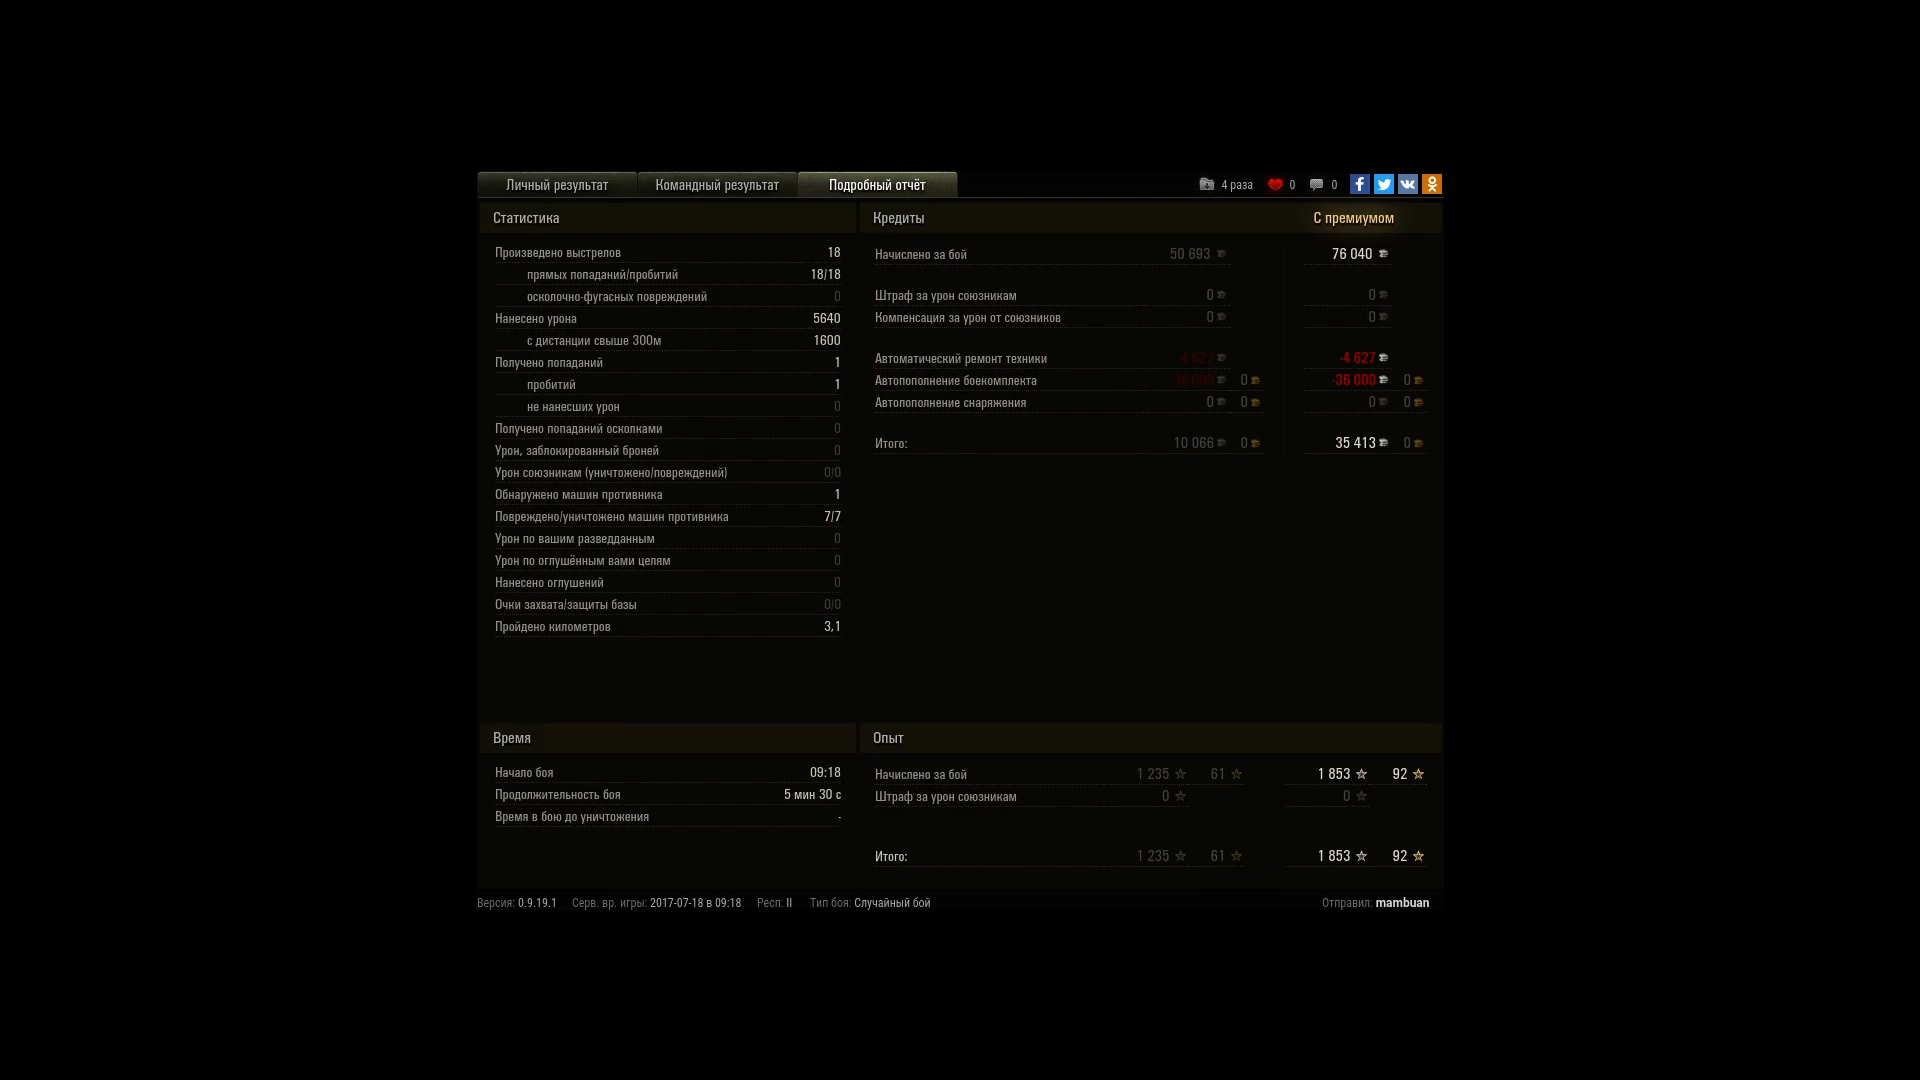 Личный результат Командный результат Подробный отчёт 4 раза 0 0
Статистика
Произведено выстрелов 18
прямых попаданий/пробитий 18/18
осколочно-фугасных повреждений 0
Нанесено урона 5640
с дистанции свыше 300м 1600
Получено попаданий 1
пробитий 1
не нанесших урон 0
Получено попаданий осколками 0
Урон, заблокированный броней 0
Урон союзникам (уничтожено/повреждений) 0/0
Обнаружено машин противника 1
Повреждено/уничтожено машин противника 7/7
Урон по вашим разведданным 0
Урон по оглушённым вами целям 0
Нанесено оглушений 0
Очки захвата/защиты базы 0/0
Пройдено километров 3,1
Кредиты С премиумом
Начислено за бой 50 693 76 040
Штраф за урон союзникам 0 0
Компенсация за урон от союзников 0 0
Автоматический ремонт техники -4 627 -4 627
Автопополнение боекомплекта -36 000 0 -36 000 0
Автопополнение снаряжения 0 0 0 0
Итого: 10 066 0 35 413 0
Время
Начало боя 09:18
Продолжительность боя 5 мин 30 с
Время в бою до уничтожения -
Опыт
Начислено за бой 1 235 61 1 853 92
Штраф за урон союзникам 0 0
Итого: 1 235 61 1 853 92
Версия: 0.9.19.1 Серв. вр. игры: 2017-07-18 в 09:18 Респ: II Тип боя: Случайный бой Отправил: mambuan